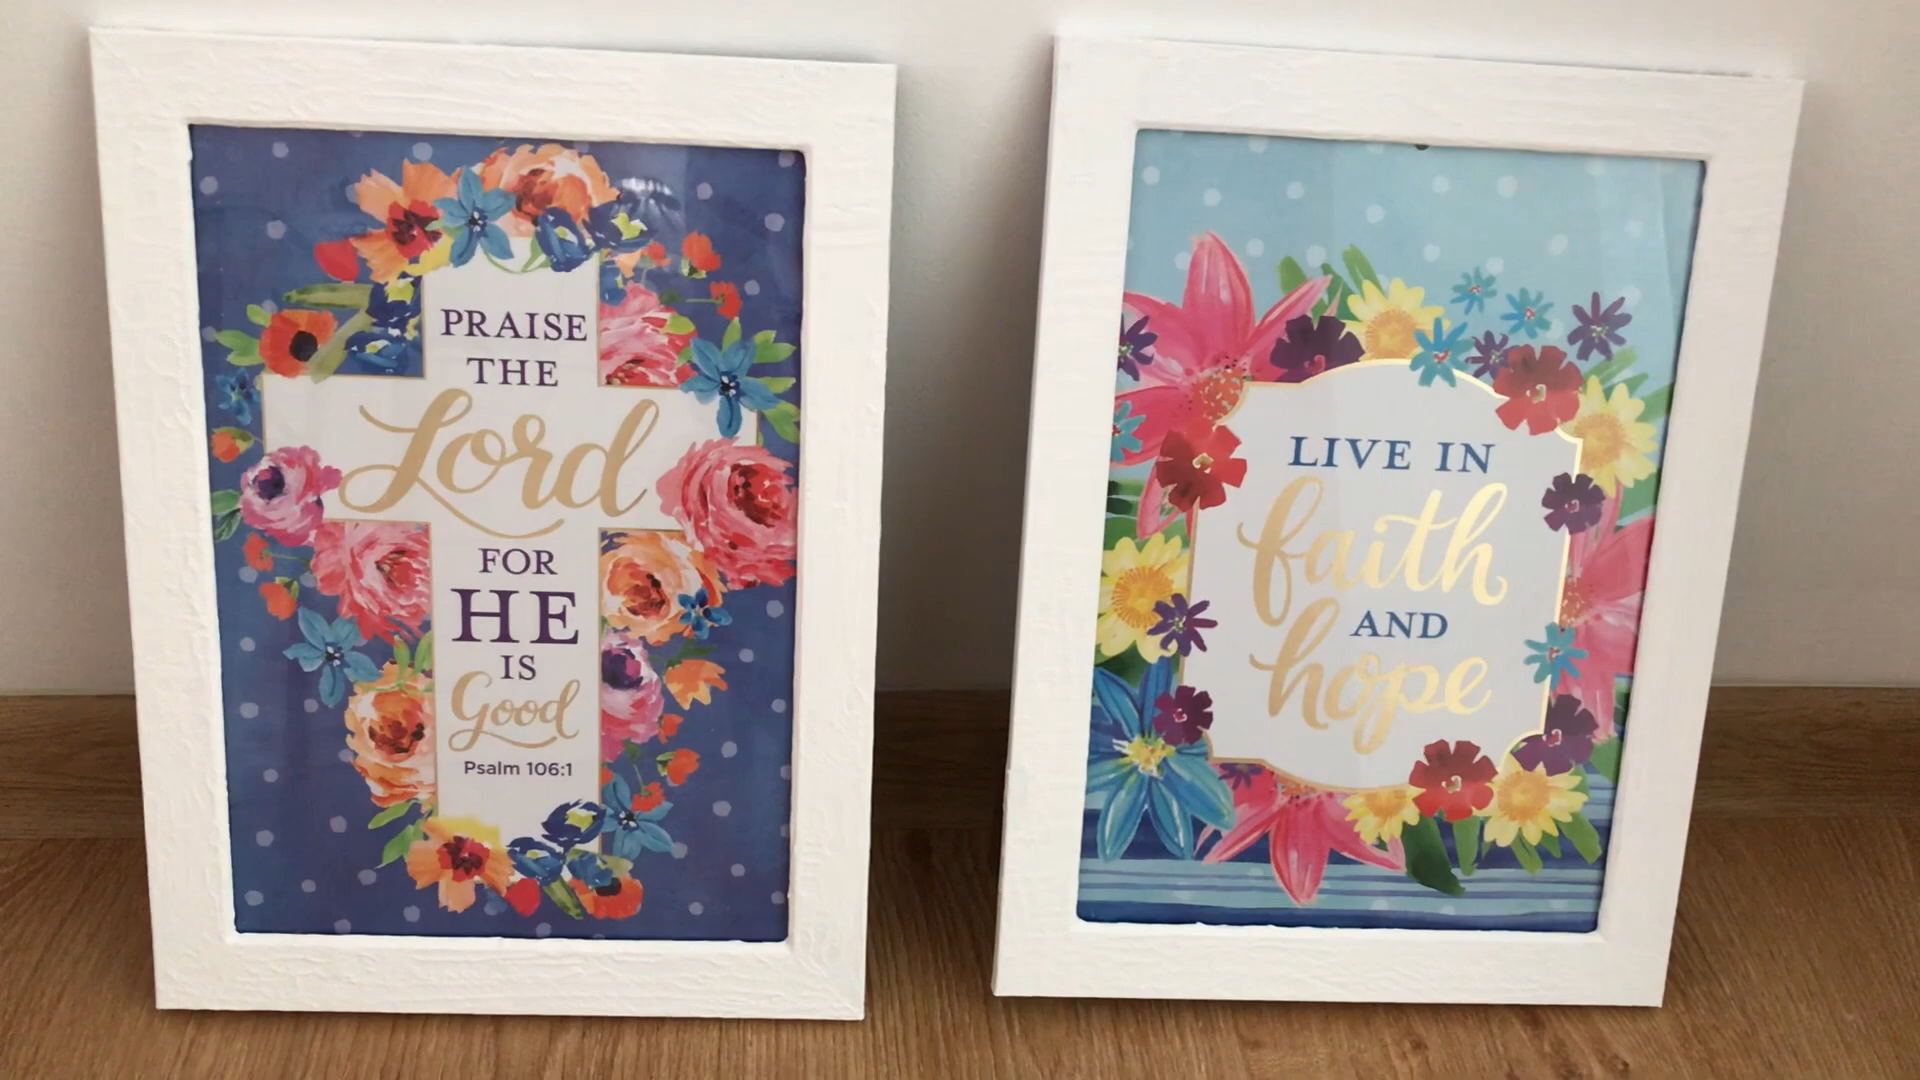 PRAISE
THE
Lord
FOR
HE
IS
Good
Psalm 106:1
LIVE IN
faith
AND
hope